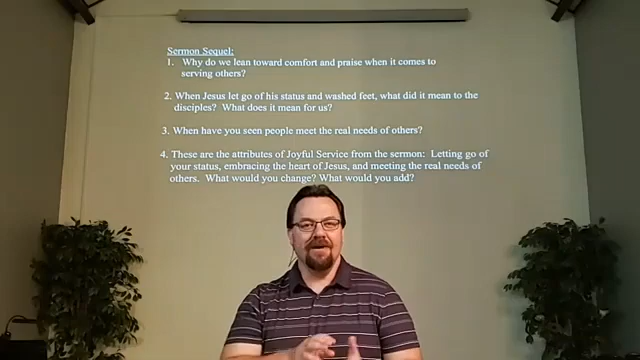 Sermon Sequel:
1. Why do we lean toward comfort and praise when it comes to
serving others?
2. When Jesus let go of his status and washed feet, what did it mean to the
disciples? What does it mean for us?
3. When have you seen people meet the real needs of others?
4. These are the attributes of Joyful Service from the sermon: Letting go of
your status, embracing the heart of Jesus, and meeting the real needs of
others. What would you change? What would you add?